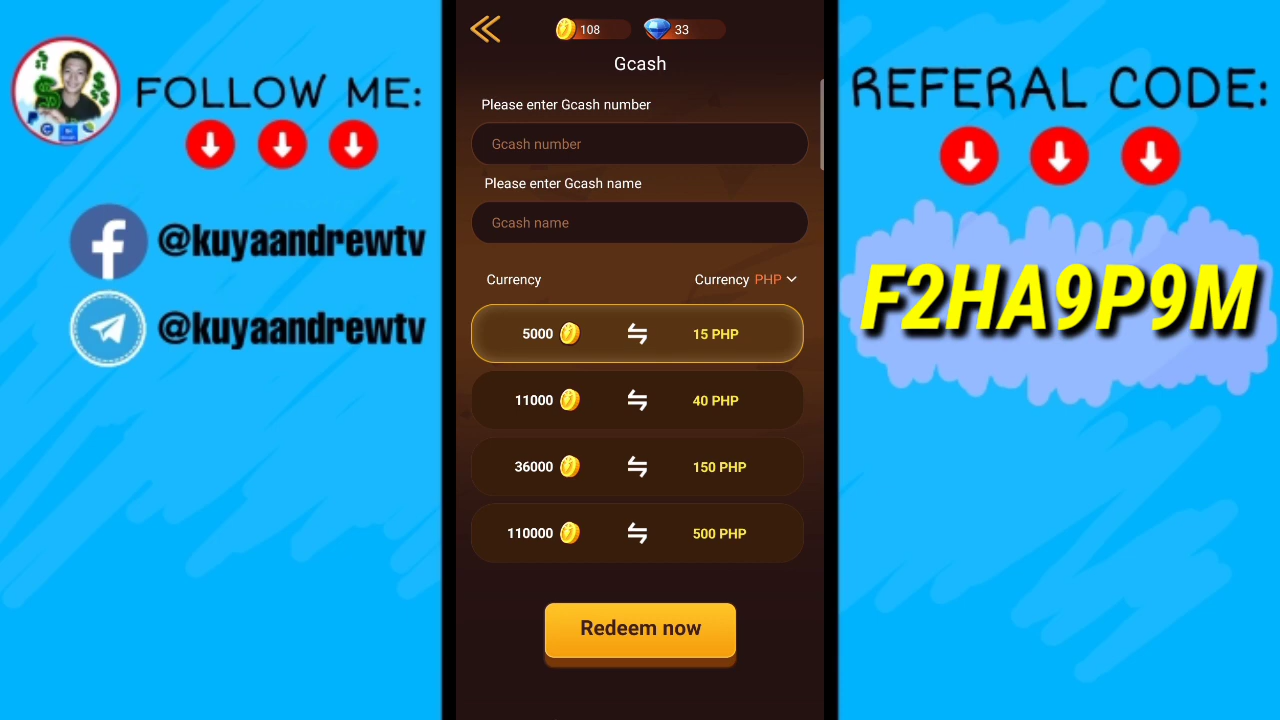 FOLLOW ME:
@kuyaandrewtv
@kuyaandrewtv
108
33
Gcash
Please enter Gcash number
Gcash number
Please enter Gcash name
Gcash name
Currency
Currency PHP
5000 15 PHP
11000 40 PHP
36000 150 PHP
110000 500 PHP
Redeem now
REFERAL CODE:
F2HA9P9M